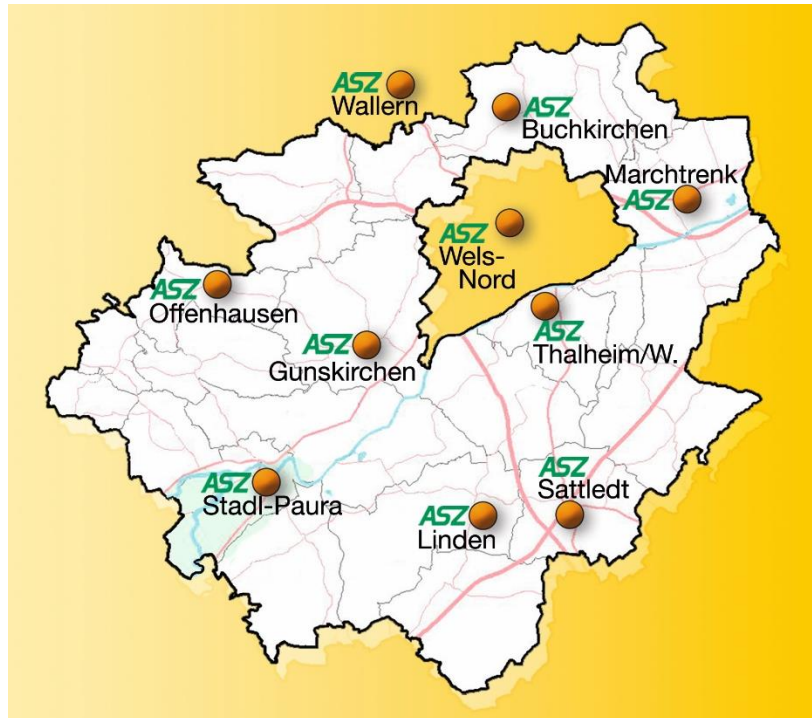 ASZ
Wallern
ASZ
Buchkirchen
Marchtrenk
ASZ
ASZ
Wels-
Nord
ASZ
Offenhausen
ASZ
Thalheim/W.
ASZ
Gunskirchen
ASZ
Stadl-Paura
ASZ
Sattledt
ASZ
Linden